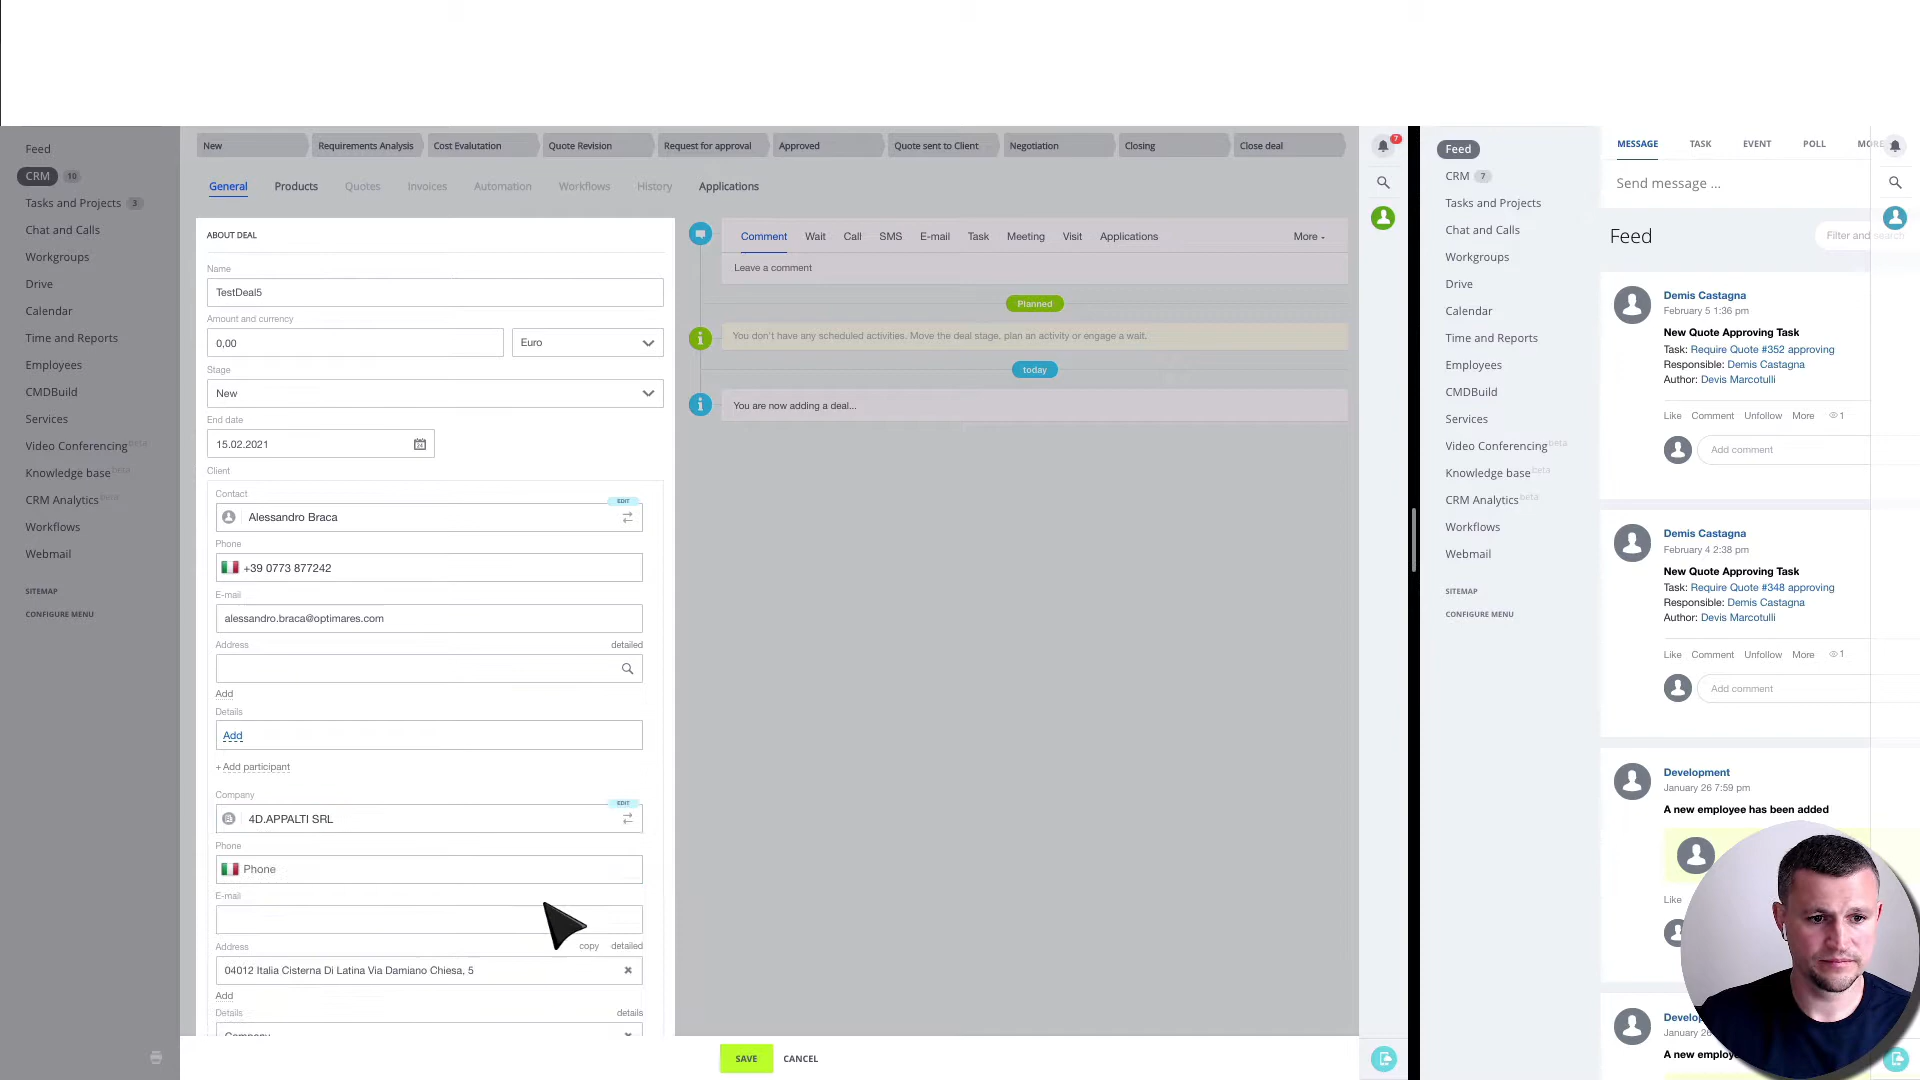 Feed
CRM 10
Tasks and Projects 3
Chat and Calls
Workgroups
Drive
Calendar
Time and Reports
Employees
CMDBuild
Services
Video Conferencing beta
Knowledge base beta
CRM Analytics beta
Workflows
Webmail
SITEMAP
CONFIGURE MENU
New Requirements Analysis Cost Evalutation Quote Revision Request for approval Approved Quote sent to Client Negotiation Closing Close deal
General Products Quotes Invoices Automation Workflows History Applications
ABOUT DEAL
Name
TestDeal5
Amount and currency
0,00 Euro
Stage
New
End date
15.02.2021
Client
Contact
EDIT
Alessandro Braca
Phone
+39 0773 877242
E-mail
alessandro.braca@optimares.com
Address detailed
Add
Details
Add
+ Add participant
Company
EDIT
4D.APPALTI SRL
Phone
Phone
E-mail
Address copy detailed
04012 Italia Cisterna Di Latina Via Damiano Chiesa, 5
Add
Details details
Company
SAVE CANCEL
Comment Wait Call SMS E-mail Task Meeting Visit Applications More
Leave a comment
Planned
You don't have any scheduled activities. Move the deal stage, plan an activity or engage a wait.
today
You are now adding a deal...
7
Feed
CRM 7
Tasks and Projects
Chat and Calls
Workgroups
Drive
Calendar
Time and Reports
Employees
CMDBuild
Services
Video Conferencing beta
Knowledge base beta
CRM Analytics beta
Workflows
Webmail
SITEMAP
CONFIGURE MENU
MESSAGE TASK EVENT POLL MORE
Send message ...
Feed
Filter and search
Demis Castagna
February 5 1:36 pm
New Quote Approving Task
Task: Require Quote #352 approving
Responsible: Demis Castagna
Author: Devis Marcotulli
Like Comment Unfollow More 1
Add comment
Demis Castagna
February 4 2:38 pm
New Quote Approving Task
Task: Require Quote #348 approving
Responsible: Demis Castagna
Author: Devis Marcotulli
Like Comment Unfollow More 1
Add comment
Development
January 26 7:59 pm
A new employee has been added
Like